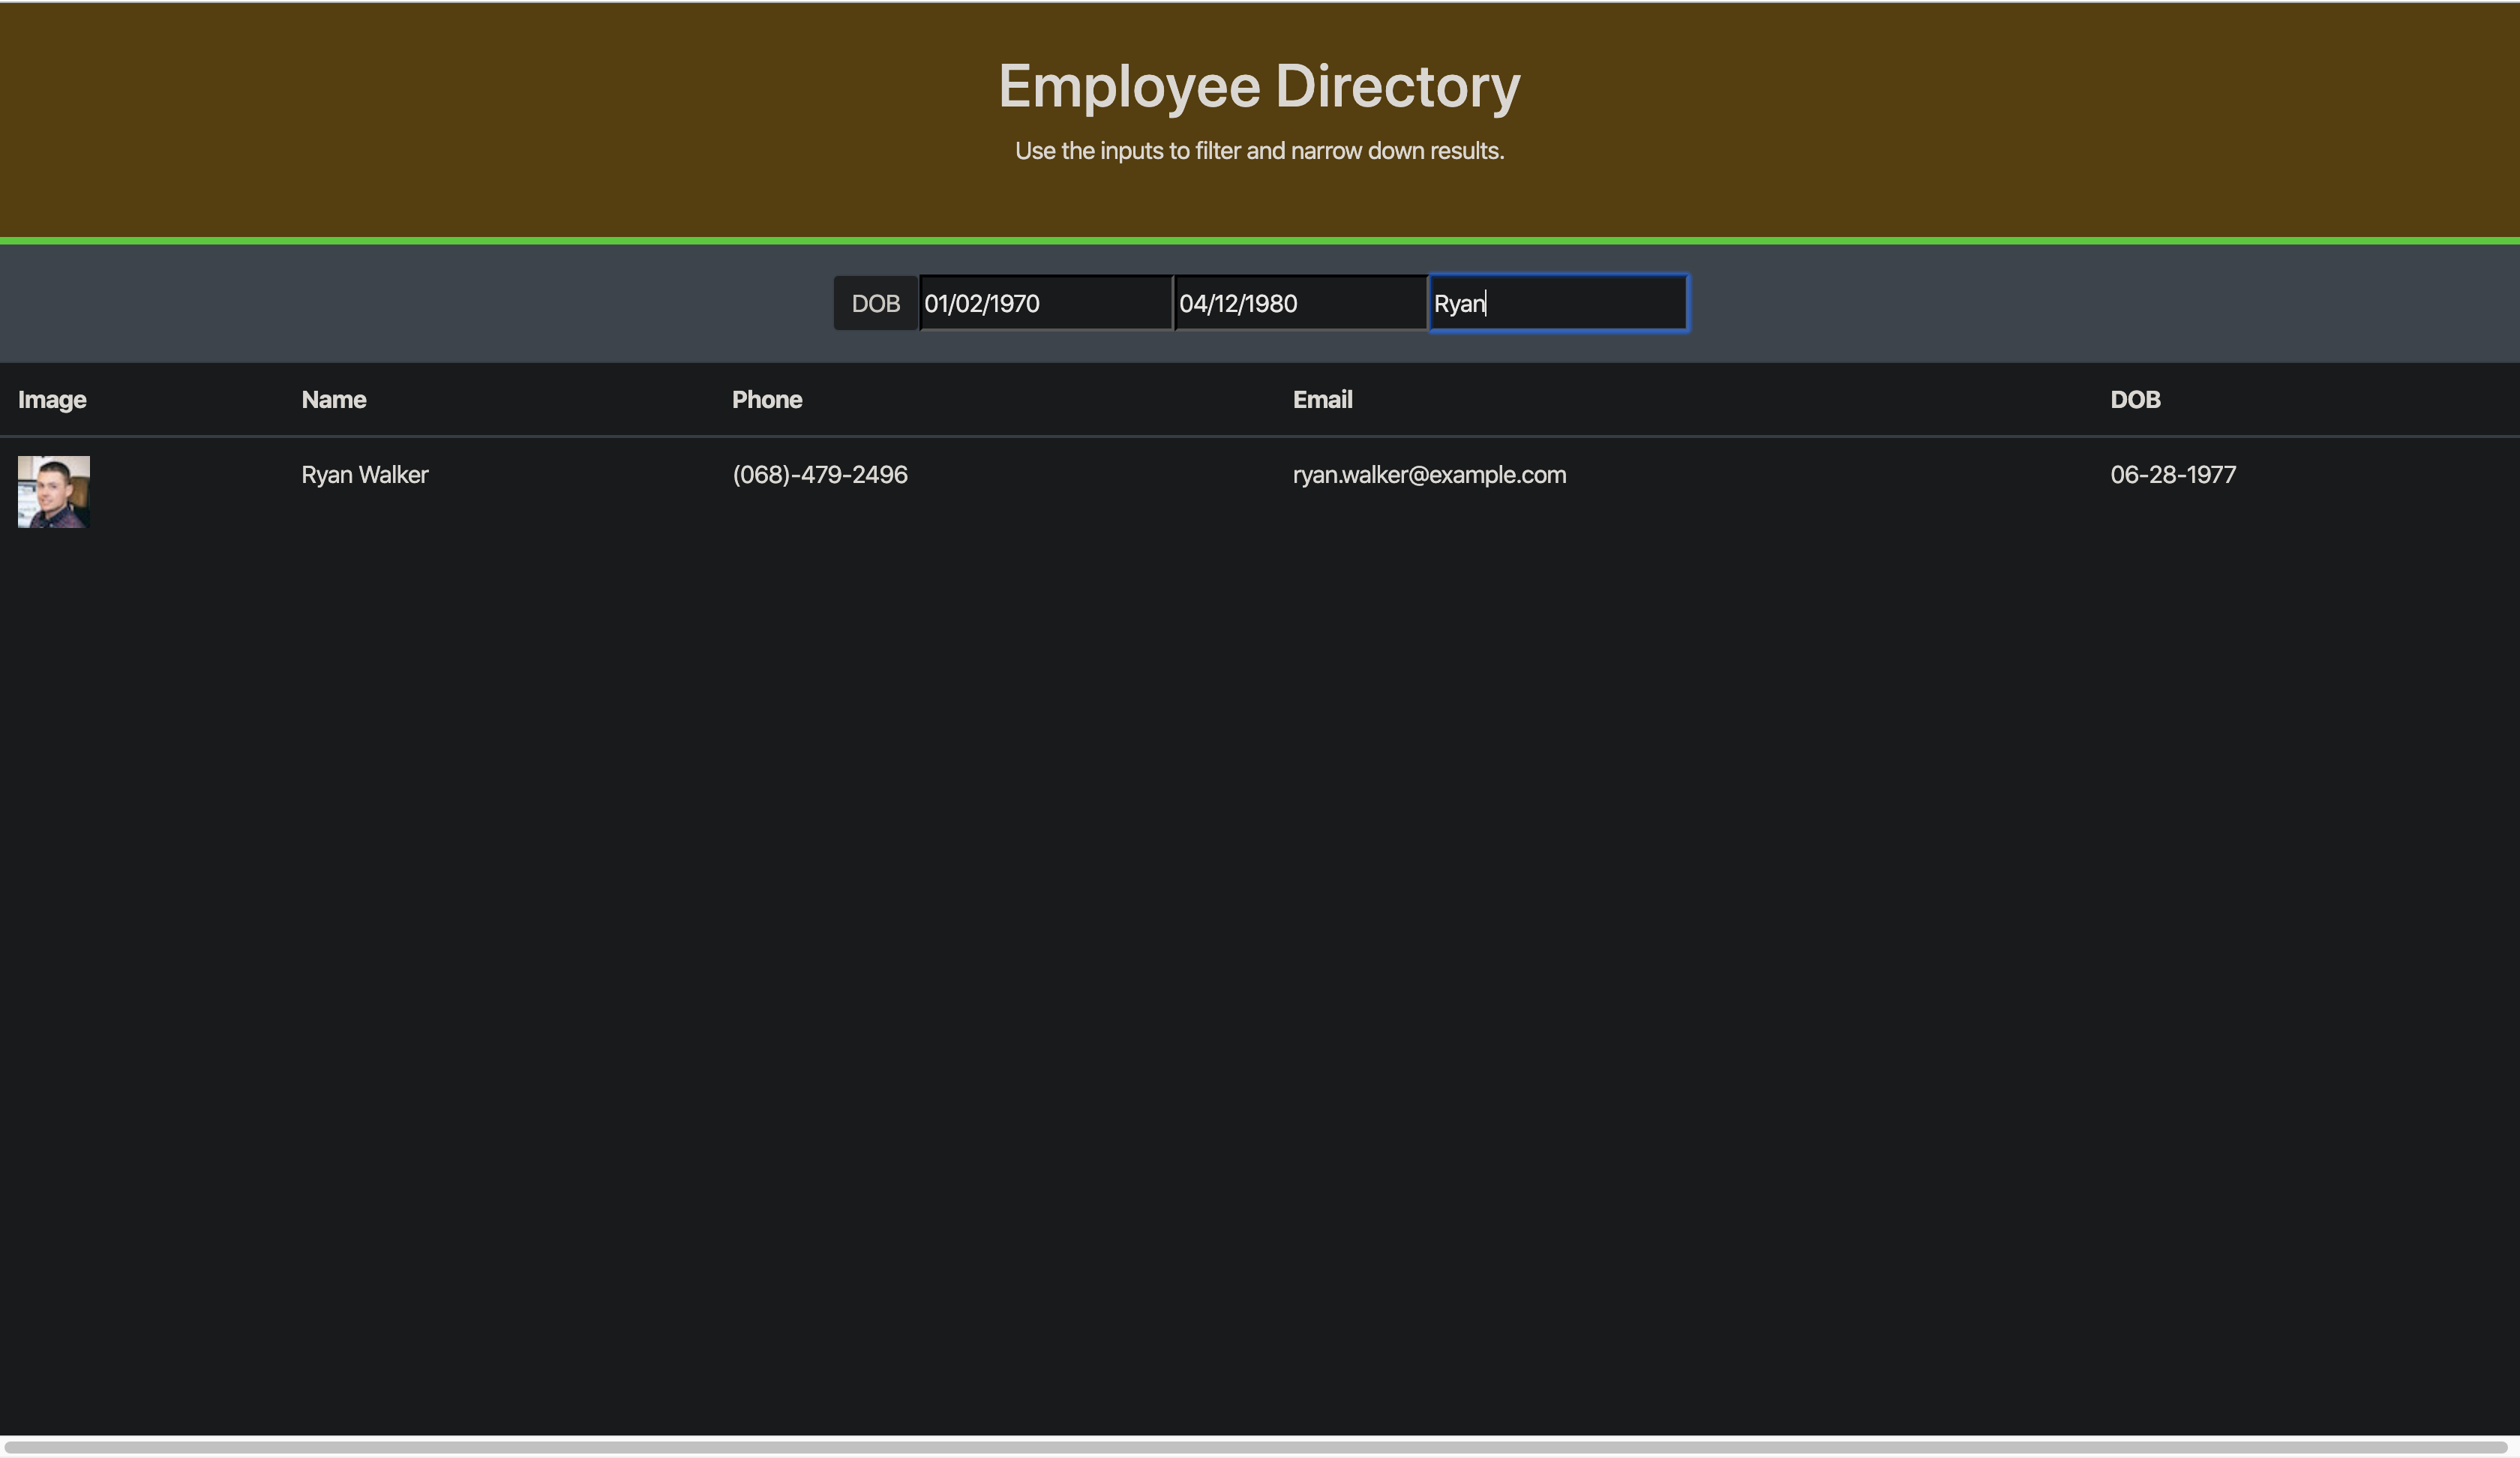 Employee Directory
Use the inputs to filter and narrow down results.
DOB 01/02/1970 04/12/1980 Ryan
Image Name Phone Email DOB
Ryan Walker (068)-479-2496 ryan.walker@example.com 06-28-1977